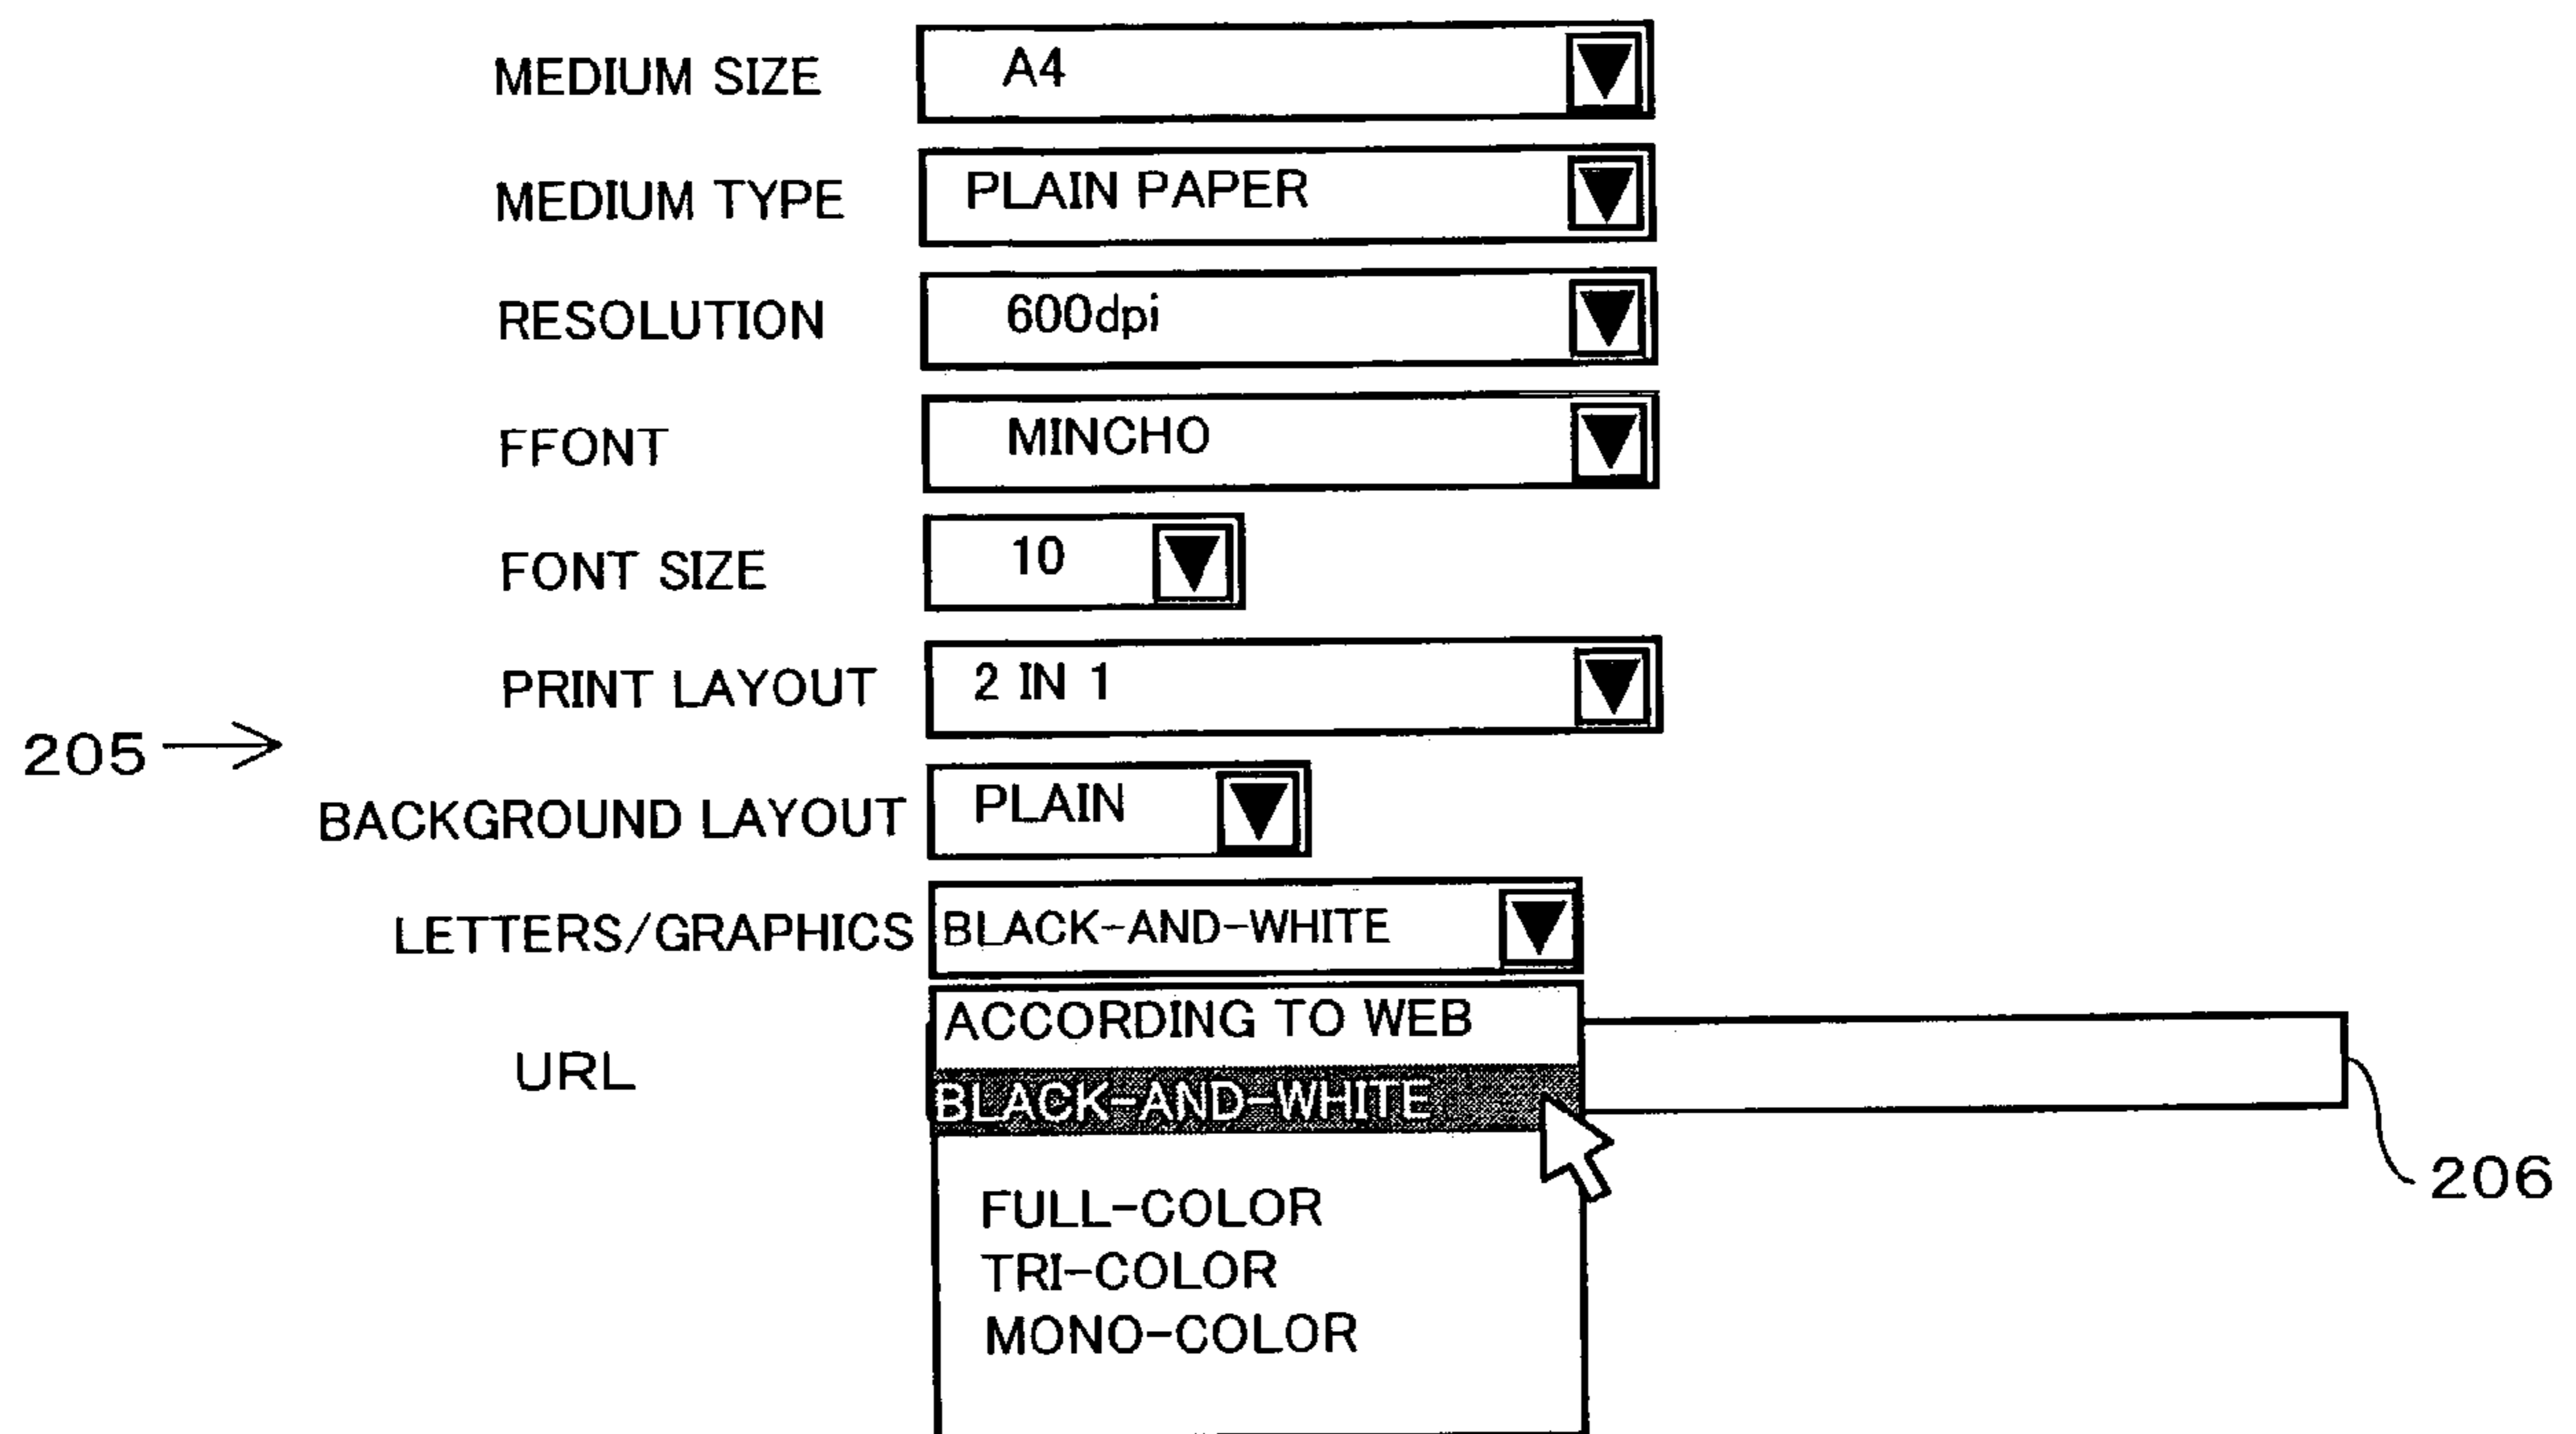 MEDIUM SIZE A4
MEDIUM TYPE PLAIN PAPER
RESOLUTION 600dpi
FFONT MINCHO
FONT SIZE 10
PRINT LAYOUT 2 IN 1
205
BACKGROUND LAYOUT PLAIN
LETTERS/GRAPHICS BLACK-AND-WHITE
ACCORDING TO WEB
URL
BLACK-AND-WHITE
206
FULL-COLOR
TRI-COLOR
MONO-COLOR